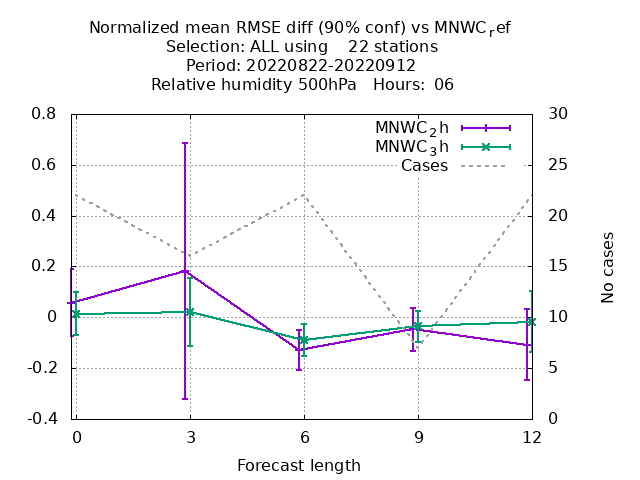 Normalized mean RMSE diff (90% conf) vs MNWC_ref
Selection: ALL using    22 stations
Period: 20220822-20220912
Relative humidity 500hPa   Hours:  06
MNWC_2h
MNWC_3h
Cases
0.8
0.6
0.4
0.2
0
-0.2
-0.4
30
25
20
15
10
5
0
No cases
0 3 6 9 12
Forecast length